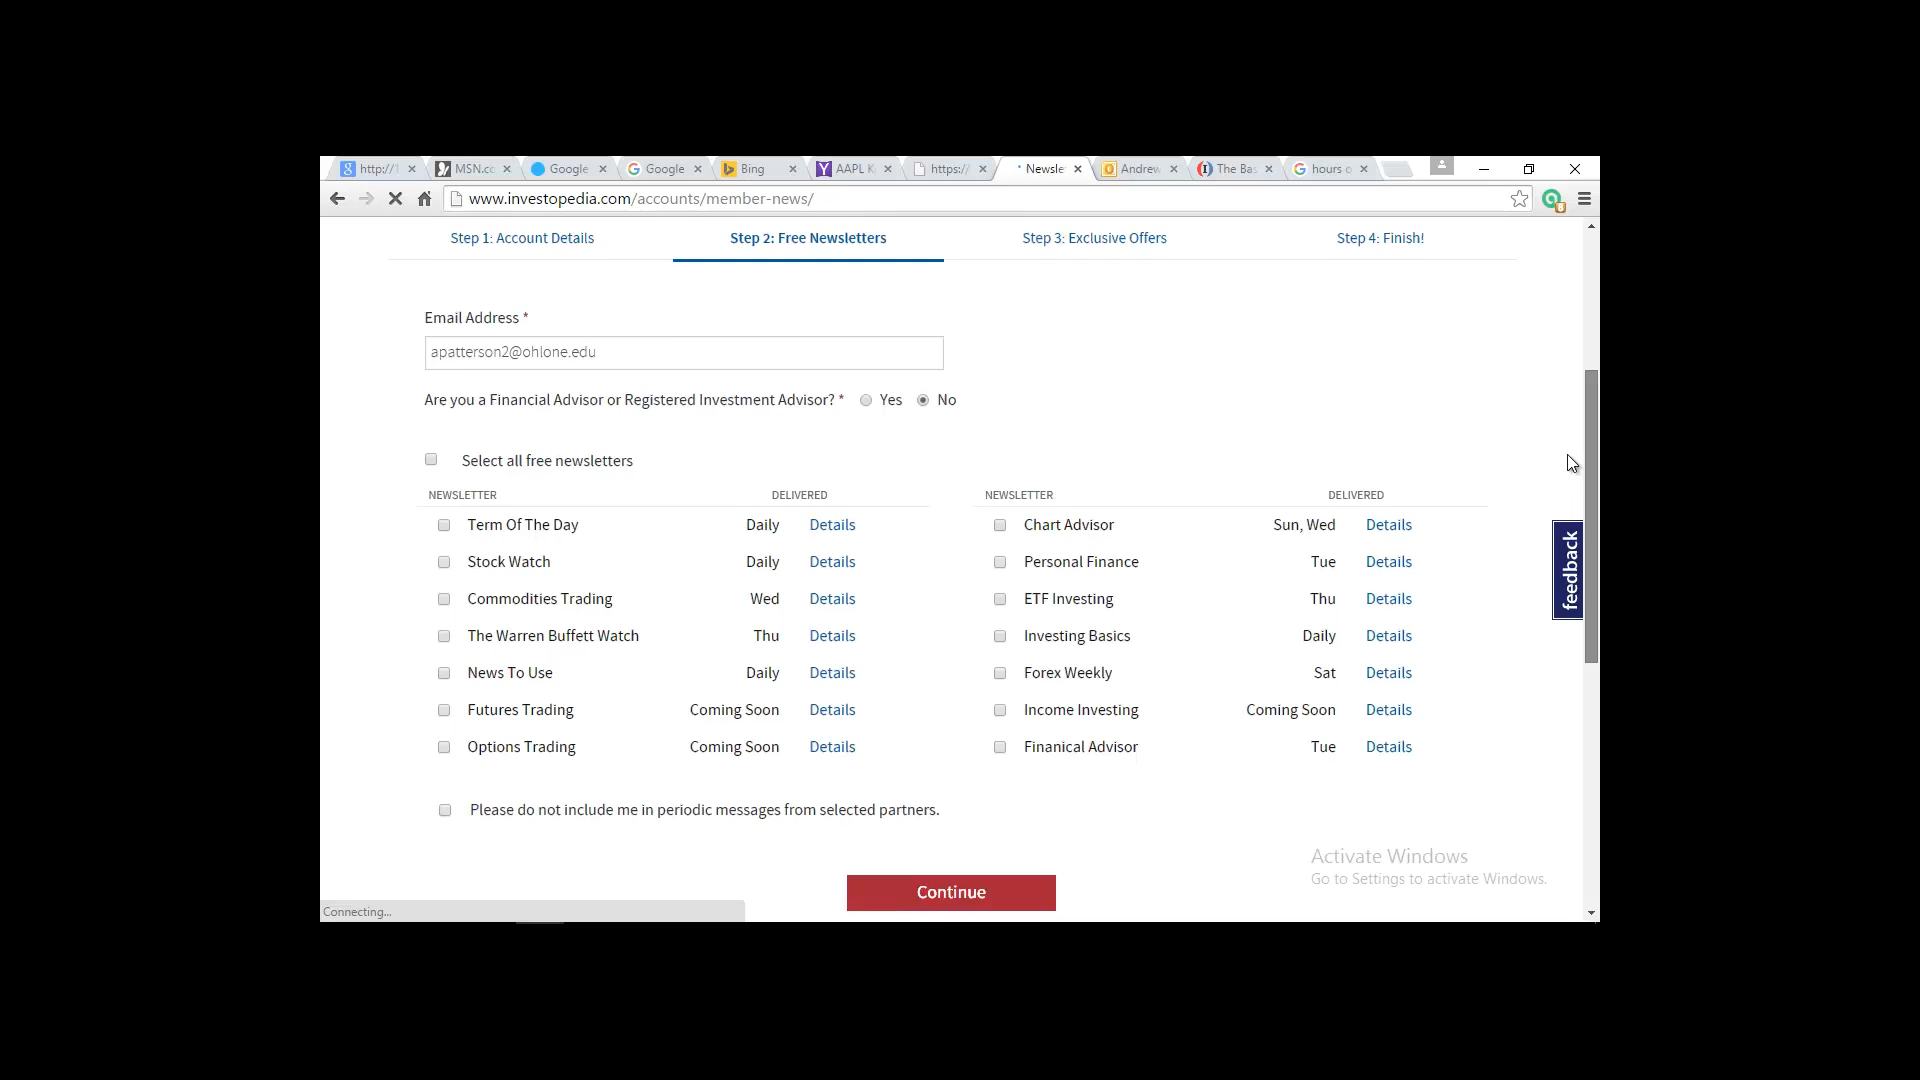 http://1 MSN.co Google Google Bing AAPL K https:// Newsle Andrew The Bas hours o
www.investopedia.com/accounts/member-news/
Step 1: Account Details Step 2: Free Newsletters Step 3: Exclusive Offers Step 4: Finish!
Email Address *
apatterson2@ohlone.edu
Are you a Financial Advisor or Registered Investment Advisor? * Yes No
Select all free newsletters
NEWSLETTER DELIVERED NEWSLETTER DELIVERED
Term Of The Day Daily Details Chart Advisor Sun, Wed Details
Stock Watch Daily Details Personal Finance Tue Details
Commodities Trading Wed Details ETF Investing Thu Details
The Warren Buffett Watch Thu Details Investing Basics Daily Details
News To Use Daily Details Forex Weekly Sat Details
Futures Trading Coming Soon Details Income Investing Coming Soon Details
Options Trading Coming Soon Details Finanical Advisor Tue Details
feedback
Please do not include me in periodic messages from selected partners.
Activate Windows
Go to Settings to activate Windows.
Continue
Connecting...